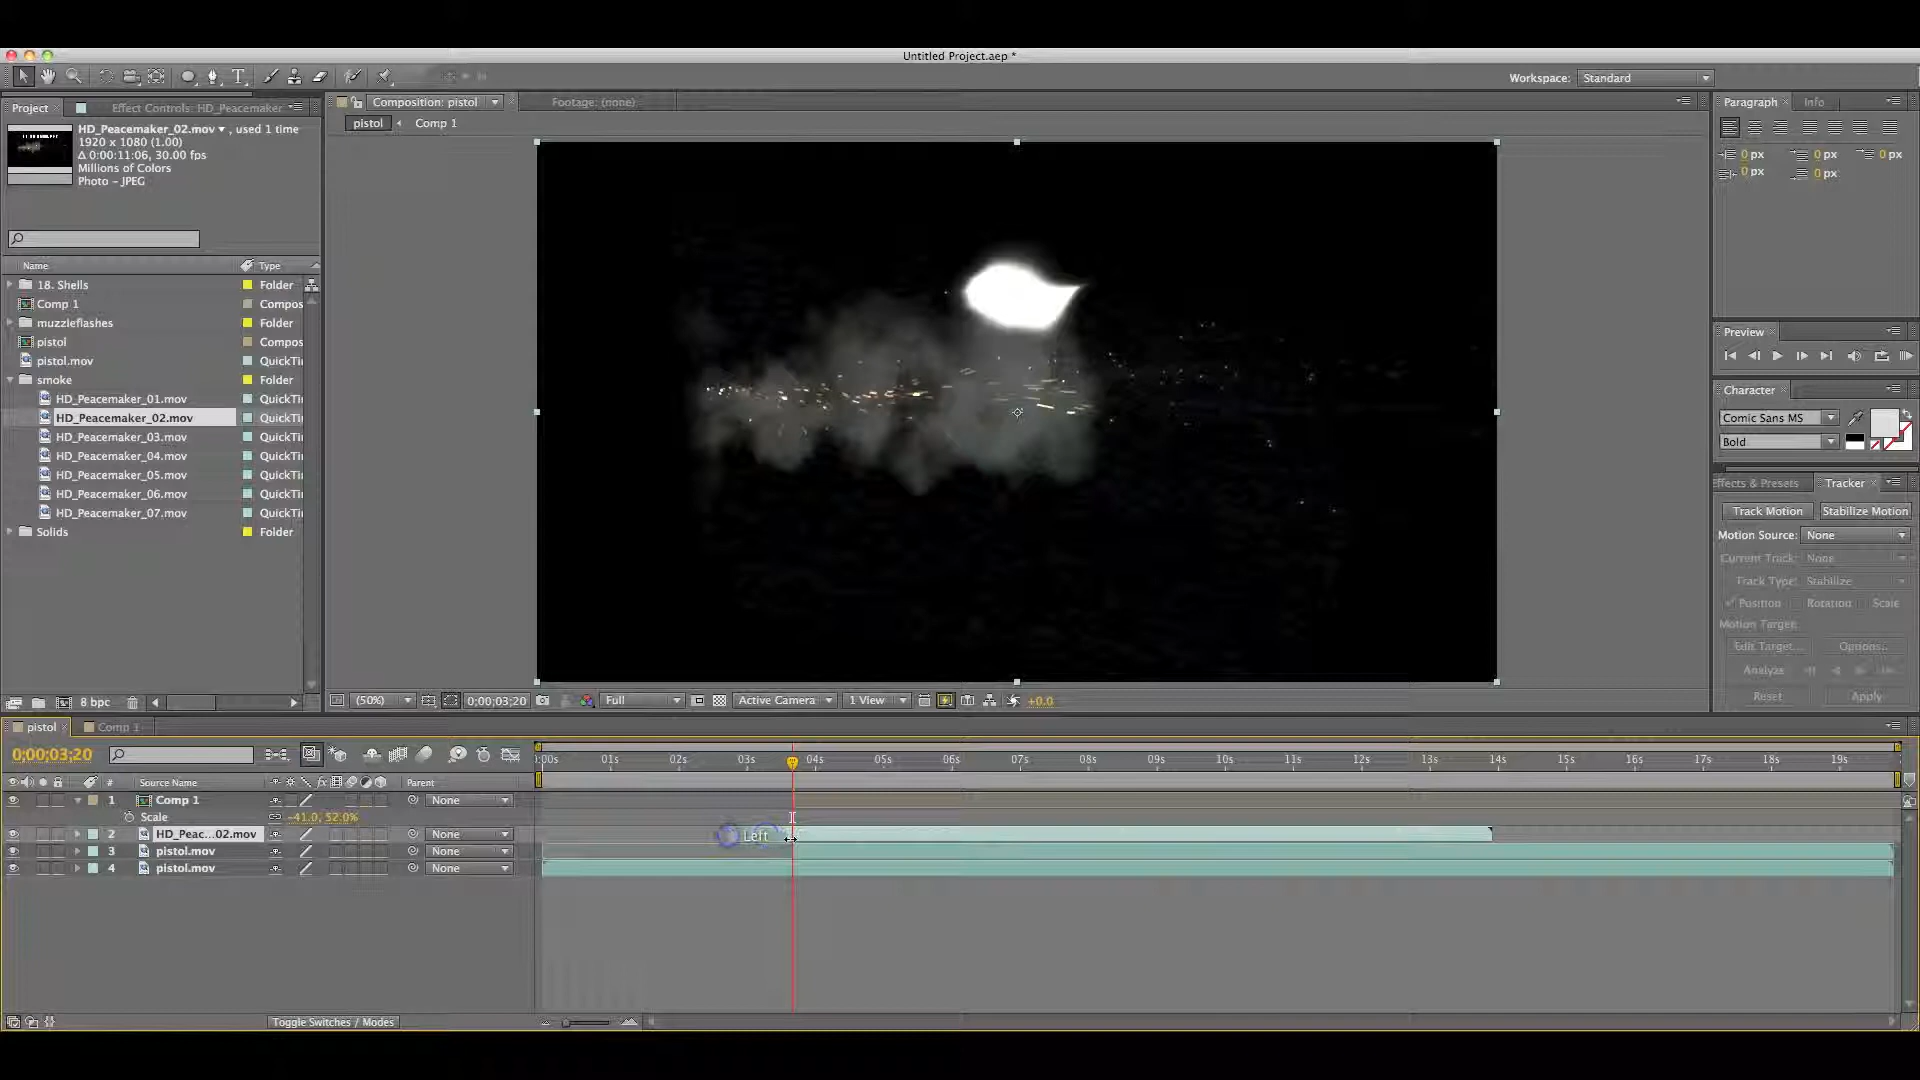 Untitled Project.aep *
Workspace: Standard
Project
Effect Controls: HD_Peacemaker
Composition: pistol
Footage: (none)
Paragraph
Info
pistol
Comp 1
HD_Peacemaker_02.mov ▾ , used 1 time
1920 x 1080 (1.00)
Δ 0:00:11:06, 30.00 fps
Millions of Colors
Photo - JPEG
0 px
0 px
0 px
0 px
0 px
Name
Type
18. Shells Folder
Comp 1 Compos
muzzleflashes Folder
pistol Compos
pistol.mov QuickTi
smoke Folder
HD_Peacemaker_01.mov QuickTi
HD_Peacemaker_02.mov QuickTi
HD_Peacemaker_03.mov QuickTi
HD_Peacemaker_04.mov QuickTi
HD_Peacemaker_05.mov QuickTi
HD_Peacemaker_06.mov QuickTi
HD_Peacemaker_07.mov QuickTi
Solids Folder
Preview
Character
Comic Sans MS
Bold
Effects & Presets
Tracker
Track Motion
Stabilize Motion
Motion Source: None
Current Track: None
Track Type: Stabilize
Position Rotation Scale
Motion Target:
Edit Target... Options...
Analyze
Reset Apply
8 bpc
(50%)
0;00;03;20
Full
Active Camera
1 View
+0.0
pistol
Comp 1
0;00;03;20
:00s 01s 02s 03s 04s 05s 06s 07s 08s 09s 10s 11s 12s 13s 14s 15s 16s 17s 18s 19s
# Source Name Parent
1 Comp 1 None
Scale -41.0, 52.0%
2 HD_Peac...02.mov None
Left
3 pistol.mov None
4 pistol.mov None
Toggle Switches / Modes